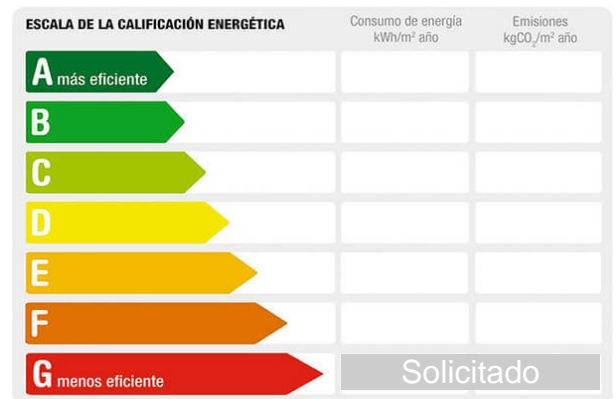 ESCALA DE LA CALIFICACIÓN ENERGÉTICA
Consumo de energía
kWh/m² año
Emisiones
kgCO₂/m² año
A más eficiente
B
C
D
E
F
G menos eficiente
Solicitado